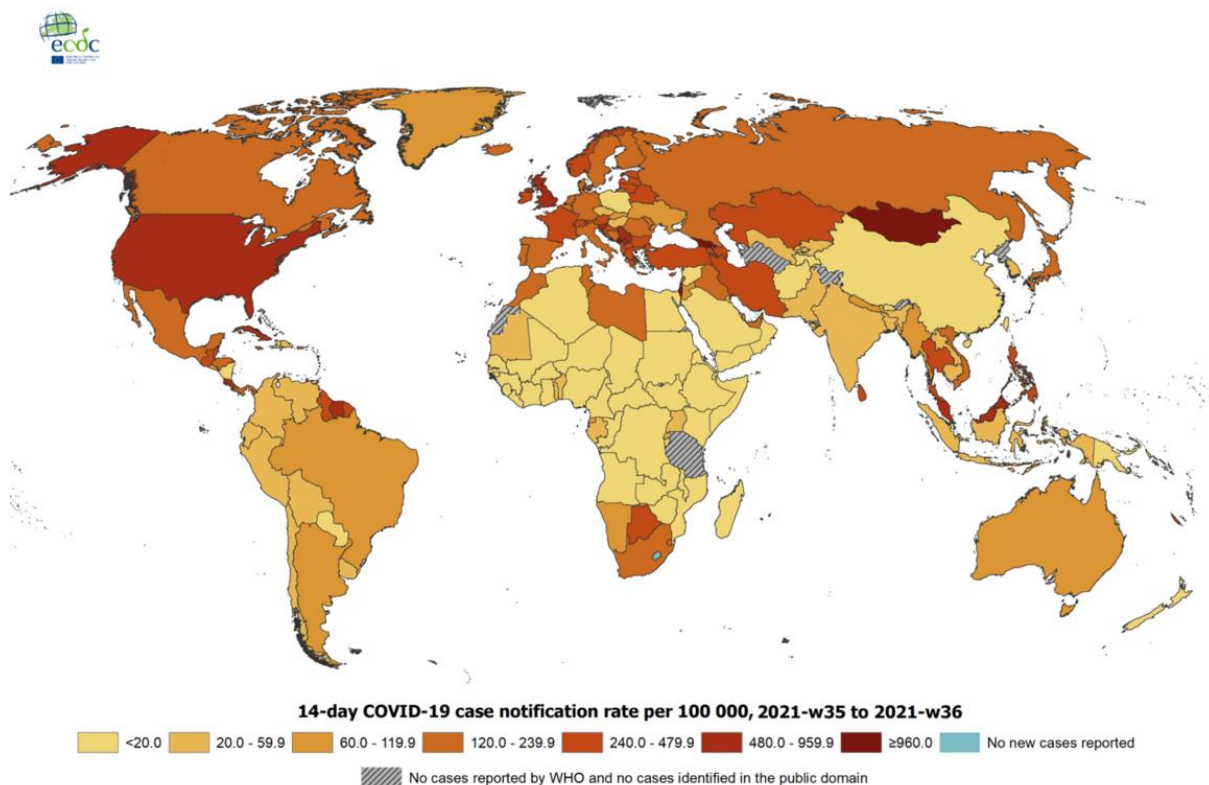 ecdc
14-day COVID-19 case notification rate per 100 000, 2021-w35 to 2021-w36
<20.0 20.0 - 59.9 60.0 - 119.9 120.0 - 239.9 240.0 - 479.9 480.0 - 959.9 ≥960.0 No new cases reported
No cases reported by WHO and no cases identified in the public domain